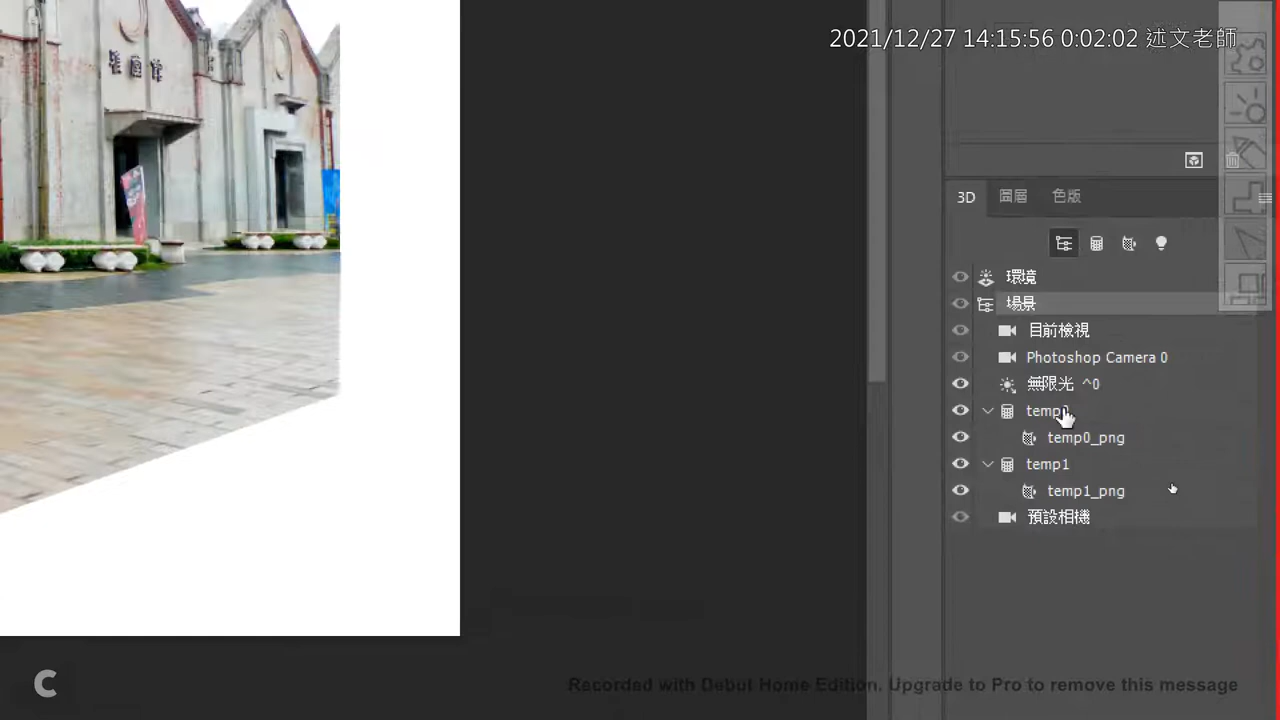 2021/12/27 14:15:56 0:02:02 述文老師
3D 圖層 色版
環境
場景
目前檢視
Photoshop Camera 0
無限光 ^0
temp0_png
temp1
temp1_png
預設相機
C
Recorded with Debut Home Edition. Upgrade to Pro to remove this message